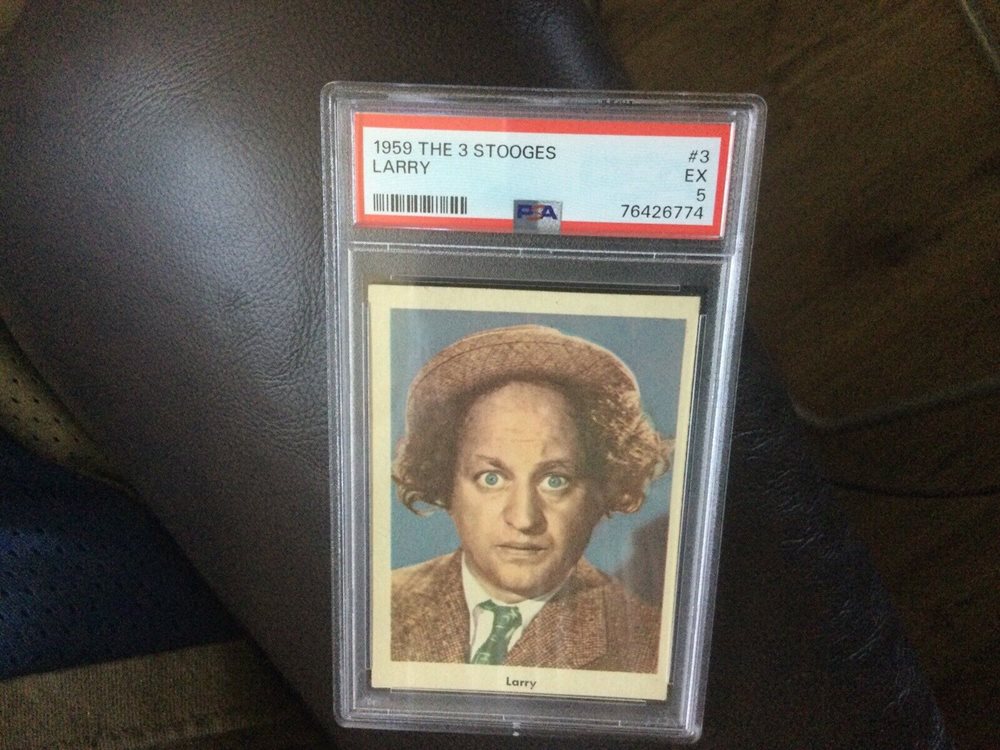 1959 THE 3 STOOGES
LARRY
#3
EX
5
76426774
PSA
Larry